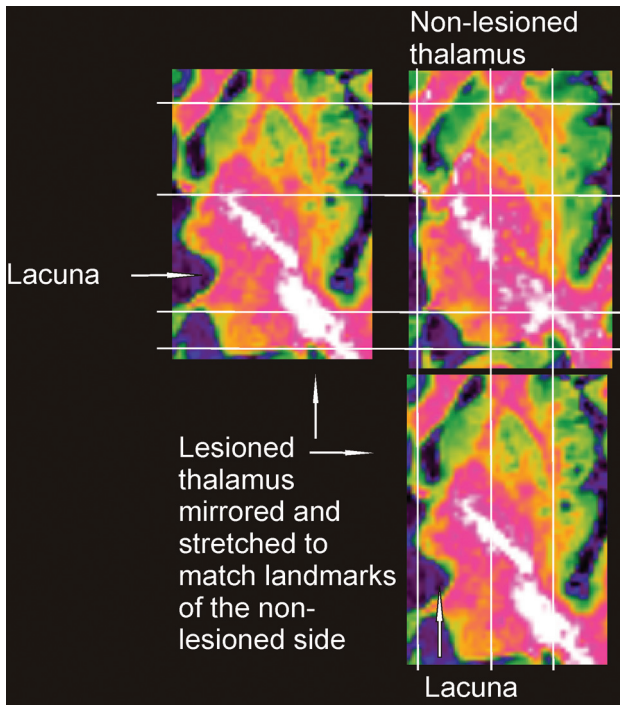 Non-lesioned
thalamus
Lacuna
Lesioned
thalamus
mirrored and
stretched to
match landmarks
of the non-
lesioned side
Lacuna